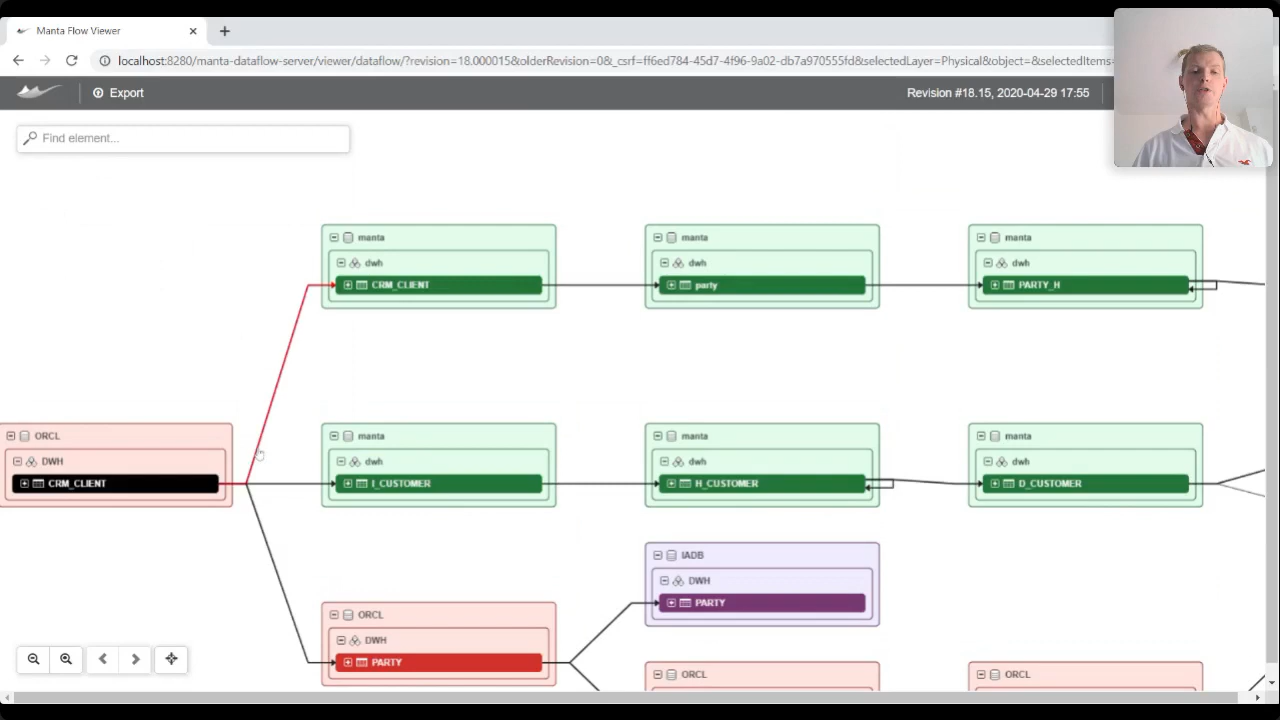 Manta Flow Viewer
localhost:8280/manta-dataflow-server/viewer/dataflow/?revision=18.000015&olderRevision=0&_csrf=ff6ed784-45d7-4f96-9a02-db7a970555fd&selectedLayer=Physical&object=&selectedItems=
Export
Revision #18.15, 2020-04-29 17:55
Find element...
manta
dwh
CRM_CLIENT
manta
dwh
party
manta
dwh
PARTY_H
ORCL
DWH
CRM_CLIENT
manta
dwh
I_CUSTOMER
manta
dwh
H_CUSTOMER
manta
dwh
D_CUSTOMER
IADB
DWH
PARTY
ORCL
DWH
PARTY
ORCL
ORCL